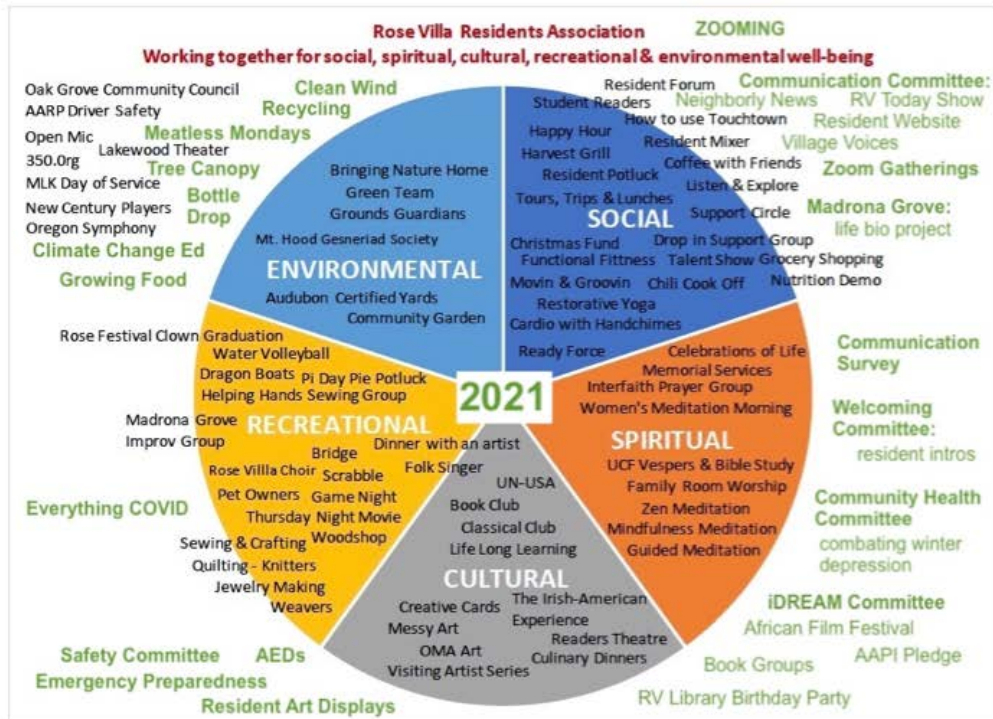 Rose Villa Residents Association
ZOOMING
Working together for social, spiritual, cultural, recreational & environmental well-being
Oak Grove Community Council
AARP Driver Safety
Open Mic
Lakewood Theater
350.0rg
MLK Day of Service
New Century Players
Oregon Symphony
Clean Wind
Recycling
Meatless Mondays
Tree Canopy
Bottle
Drop
Climate Change Ed
Growing Food
Bringing Nature Home
Green Team
Grounds Guardians
Mt. Hood Gesneriad Society
ENVIRONMENTAL
Audubon Certified Yards
Community Garden
Resident Forum
Student Readers
How to use Touchtown
Happy Hour
Resident Mixer
Harvest Grill
Coffee with Friends
Resident Potluck
Listen & Explore
Tours, Trips & Lunches
SOCIAL
Support Circle
Christmas Fund
Drop in Support Group
Functional Fittness
Talent Show
Grocery Shopping
Movin & Groovin
Chili Cook Off
Nutrition Demo
Restorative Yoga
Cardio with Handchimes
Ready Force
Communication Committee:
Neighborly News
RV Today Show
Resident Website
Village Voices
Zoom Gatherings
Madrona Grove:
life bio project
2021
Rose Festival Clown Graduation
Water Volleyball
Dragon Boats
Pi Day Pie Potluck
Helping Hands Sewing Group
Madrona Grove
Improv Group
RECREATIONAL
Bridge
Rose Villla Choir
Scrabble
Pet Owners
Game Night
Thursday Night Movie
Woodshop
Sewing & Crafting
Quilting - Knitters
Jewelry Making
Weavers
Everything COVID
Dinner with an artist
Folk Singer
UN-USA
Book Club
Classical Club
Life Long Learning
CULTURAL
Creative Cards
The Irish-American
Experience
Messy Art
Readers Theatre
OMA Art
Culinary Dinners
Visiting Artist Series
Celebrations of Life
Memorial Services
Interfaith Prayer Group
Women's Meditation Morning
SPIRITUAL
UCF Vespers & Bible Study
Family Room Worship
Zen Meditation
Mindfulness Meditation
Guided Meditation
Communication
Survey
Welcoming
Committee:
resident intros
Community Health
Committee
combating winter
depression
iDREAM Committee
African Film Festival
AAPI Pledge
Book Groups
RV Library Birthday Party
Safety Committee
AEDs
Emergency Preparedness
Resident Art Displays